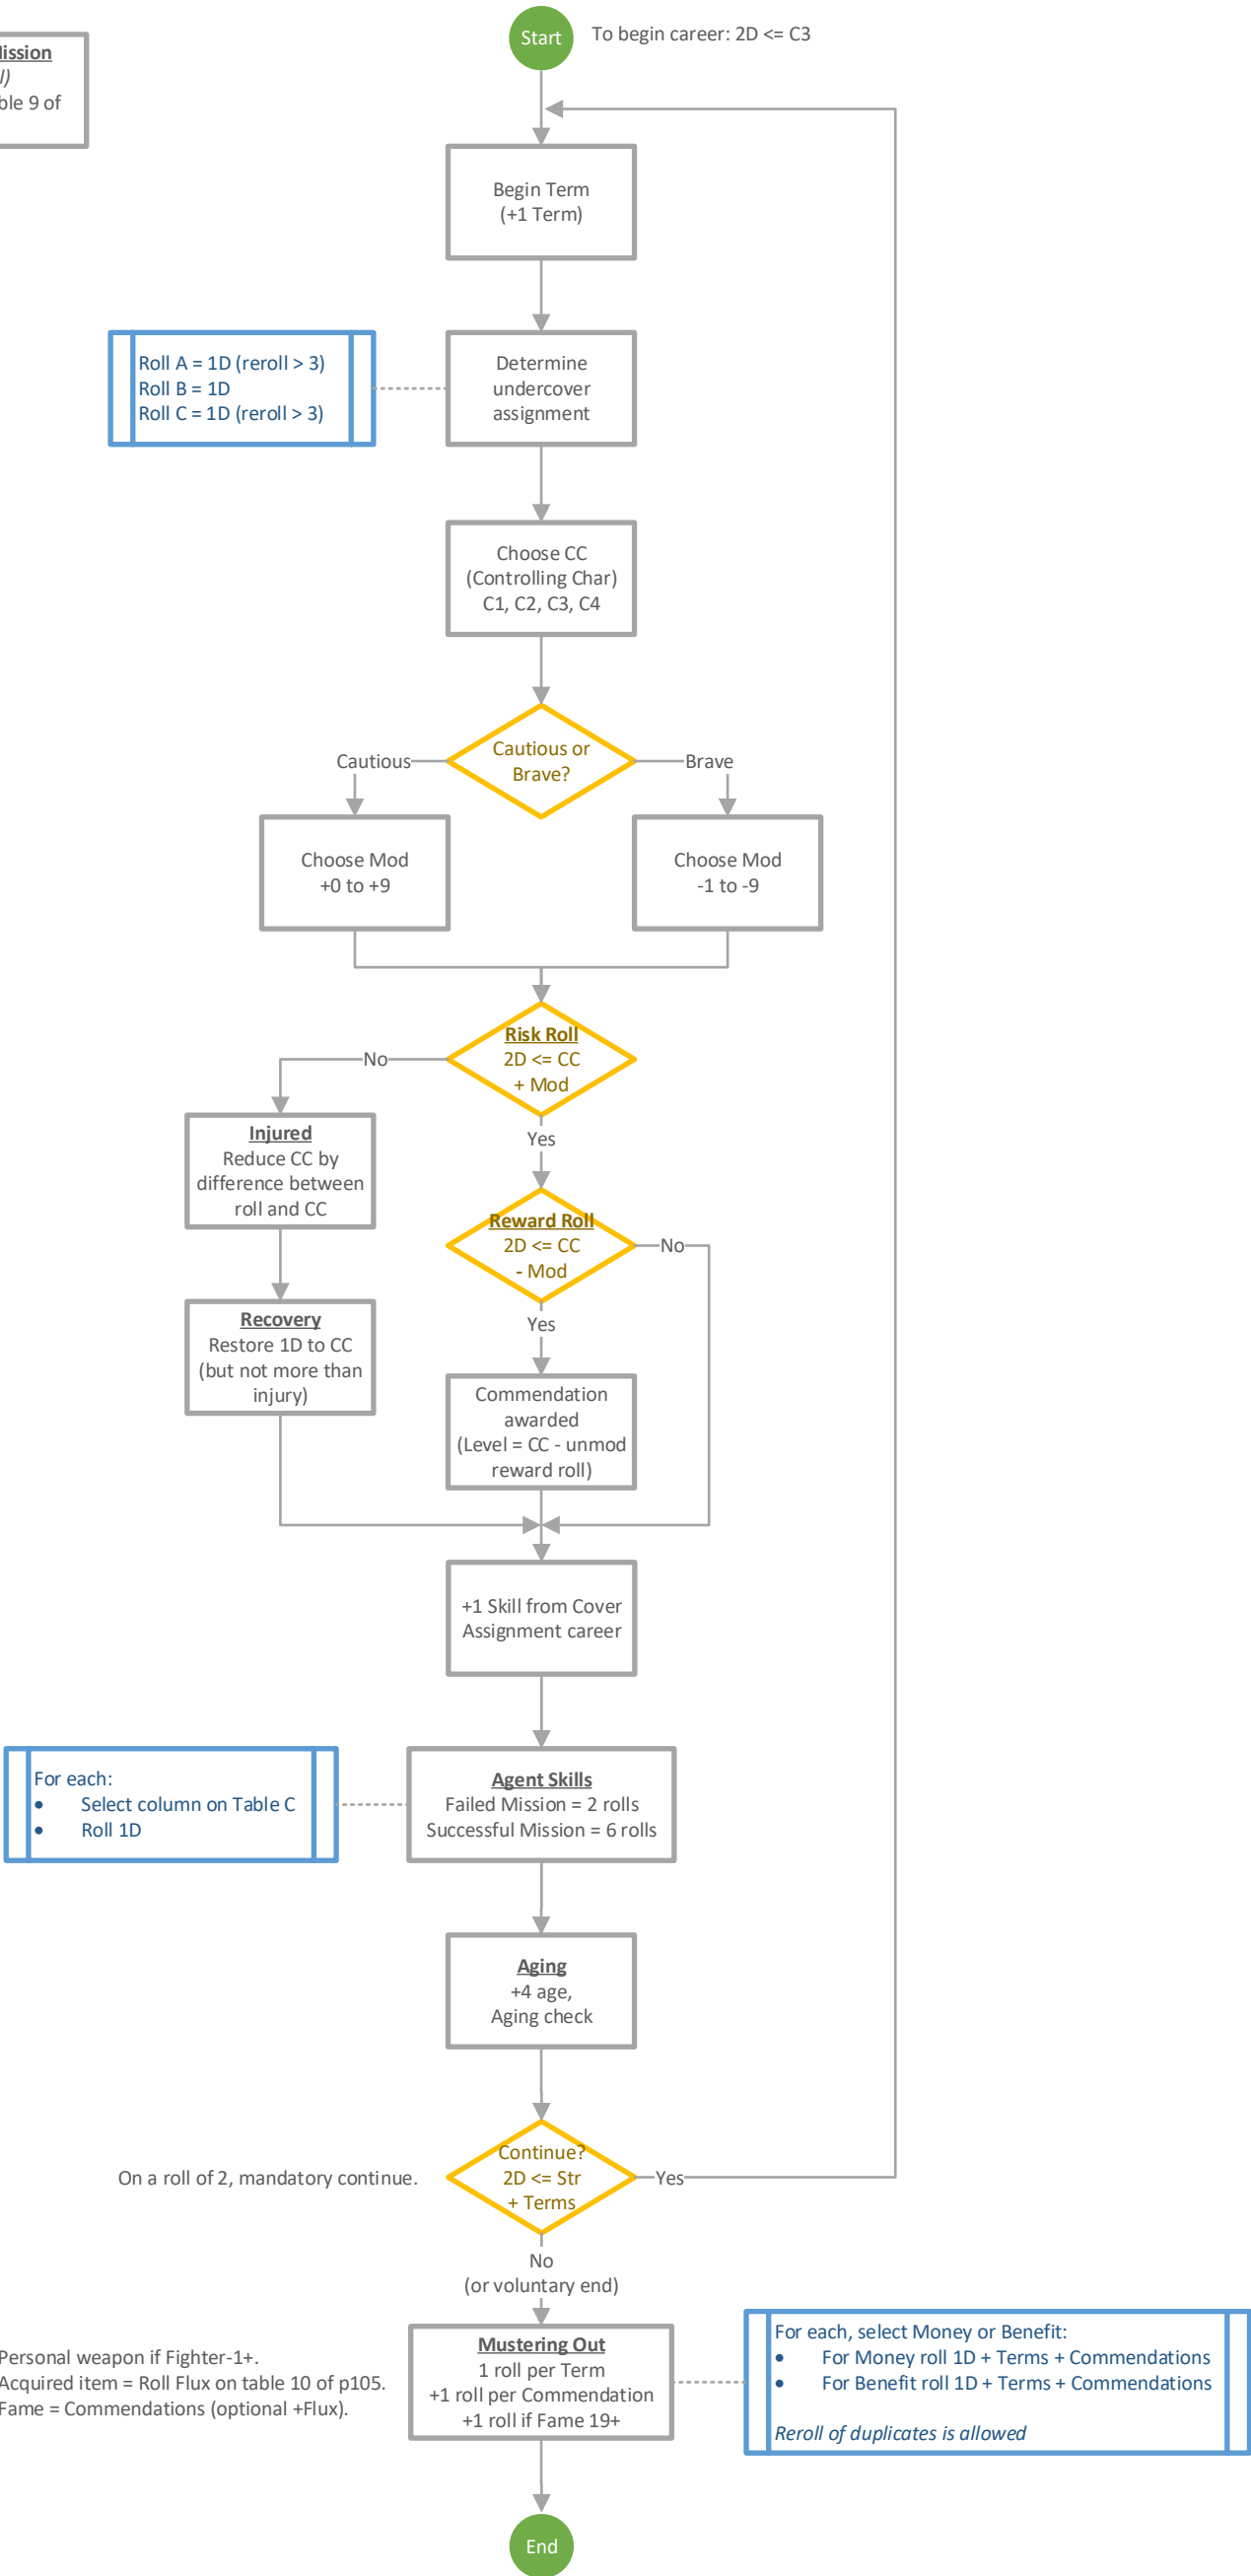 Start
To begin career: 2D <= C3
ission
l)
ble 9 of
Begin Term
(+1 Term)
Roll A = 1D (reroll > 3)
Roll B = 1D
Roll C = 1D (reroll > 3)
Determine
undercover
assignment
Choose CC
(Controlling Char)
C1, C2, C3, C4
Cautious or
Brave?
Cautious
Brave
Choose Mod
+0 to +9
Choose Mod
-1 to -9
Risk Roll
2D <= CC
+ Mod
No
Yes
Injured
Reduce CC by
difference between
roll and CC
Reward Roll
2D <= CC
- Mod
No
Yes
Recovery
Restore 1D to CC
(but not more than
injury)
Commendation
awarded
(Level = CC - unmod
reward roll)
+1 Skill from Cover
Assignment career
For each:
• Select column on Table C
• Roll 1D
Agent Skills
Failed Mission = 2 rolls
Successful Mission = 6 rolls
Aging
+4 age,
Aging check
On a roll of 2, mandatory continue.
Continue?
2D <= Str
+ Terms
Yes
No
(or voluntary end)
Personal weapon if Fighter-1+.
Acquired item = Roll Flux on table 10 of p105.
Fame = Commendations (optional +Flux).
Mustering Out
1 roll per Term
+1 roll per Commendation
+1 roll if Fame 19+
For each, select Money or Benefit:
• For Money roll 1D + Terms + Commendations
• For Benefit roll 1D + Terms + Commendations
Reroll of duplicates is allowed
End